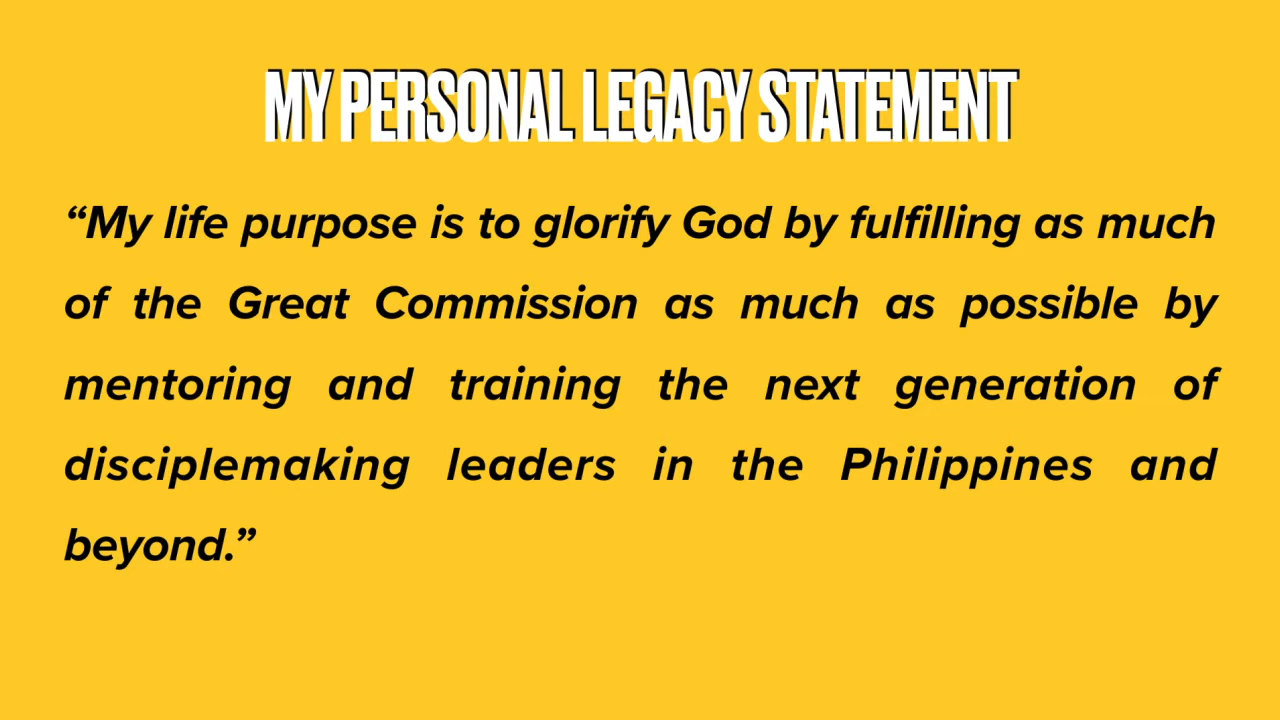 MY PERSONAL LEGACY STATEMENT
“My life purpose is to glorify God by fulfilling as much
of the Great Commission as much as possible by
mentoring and training the next generation of
disciplemaking leaders in the Philippines and
beyond.”